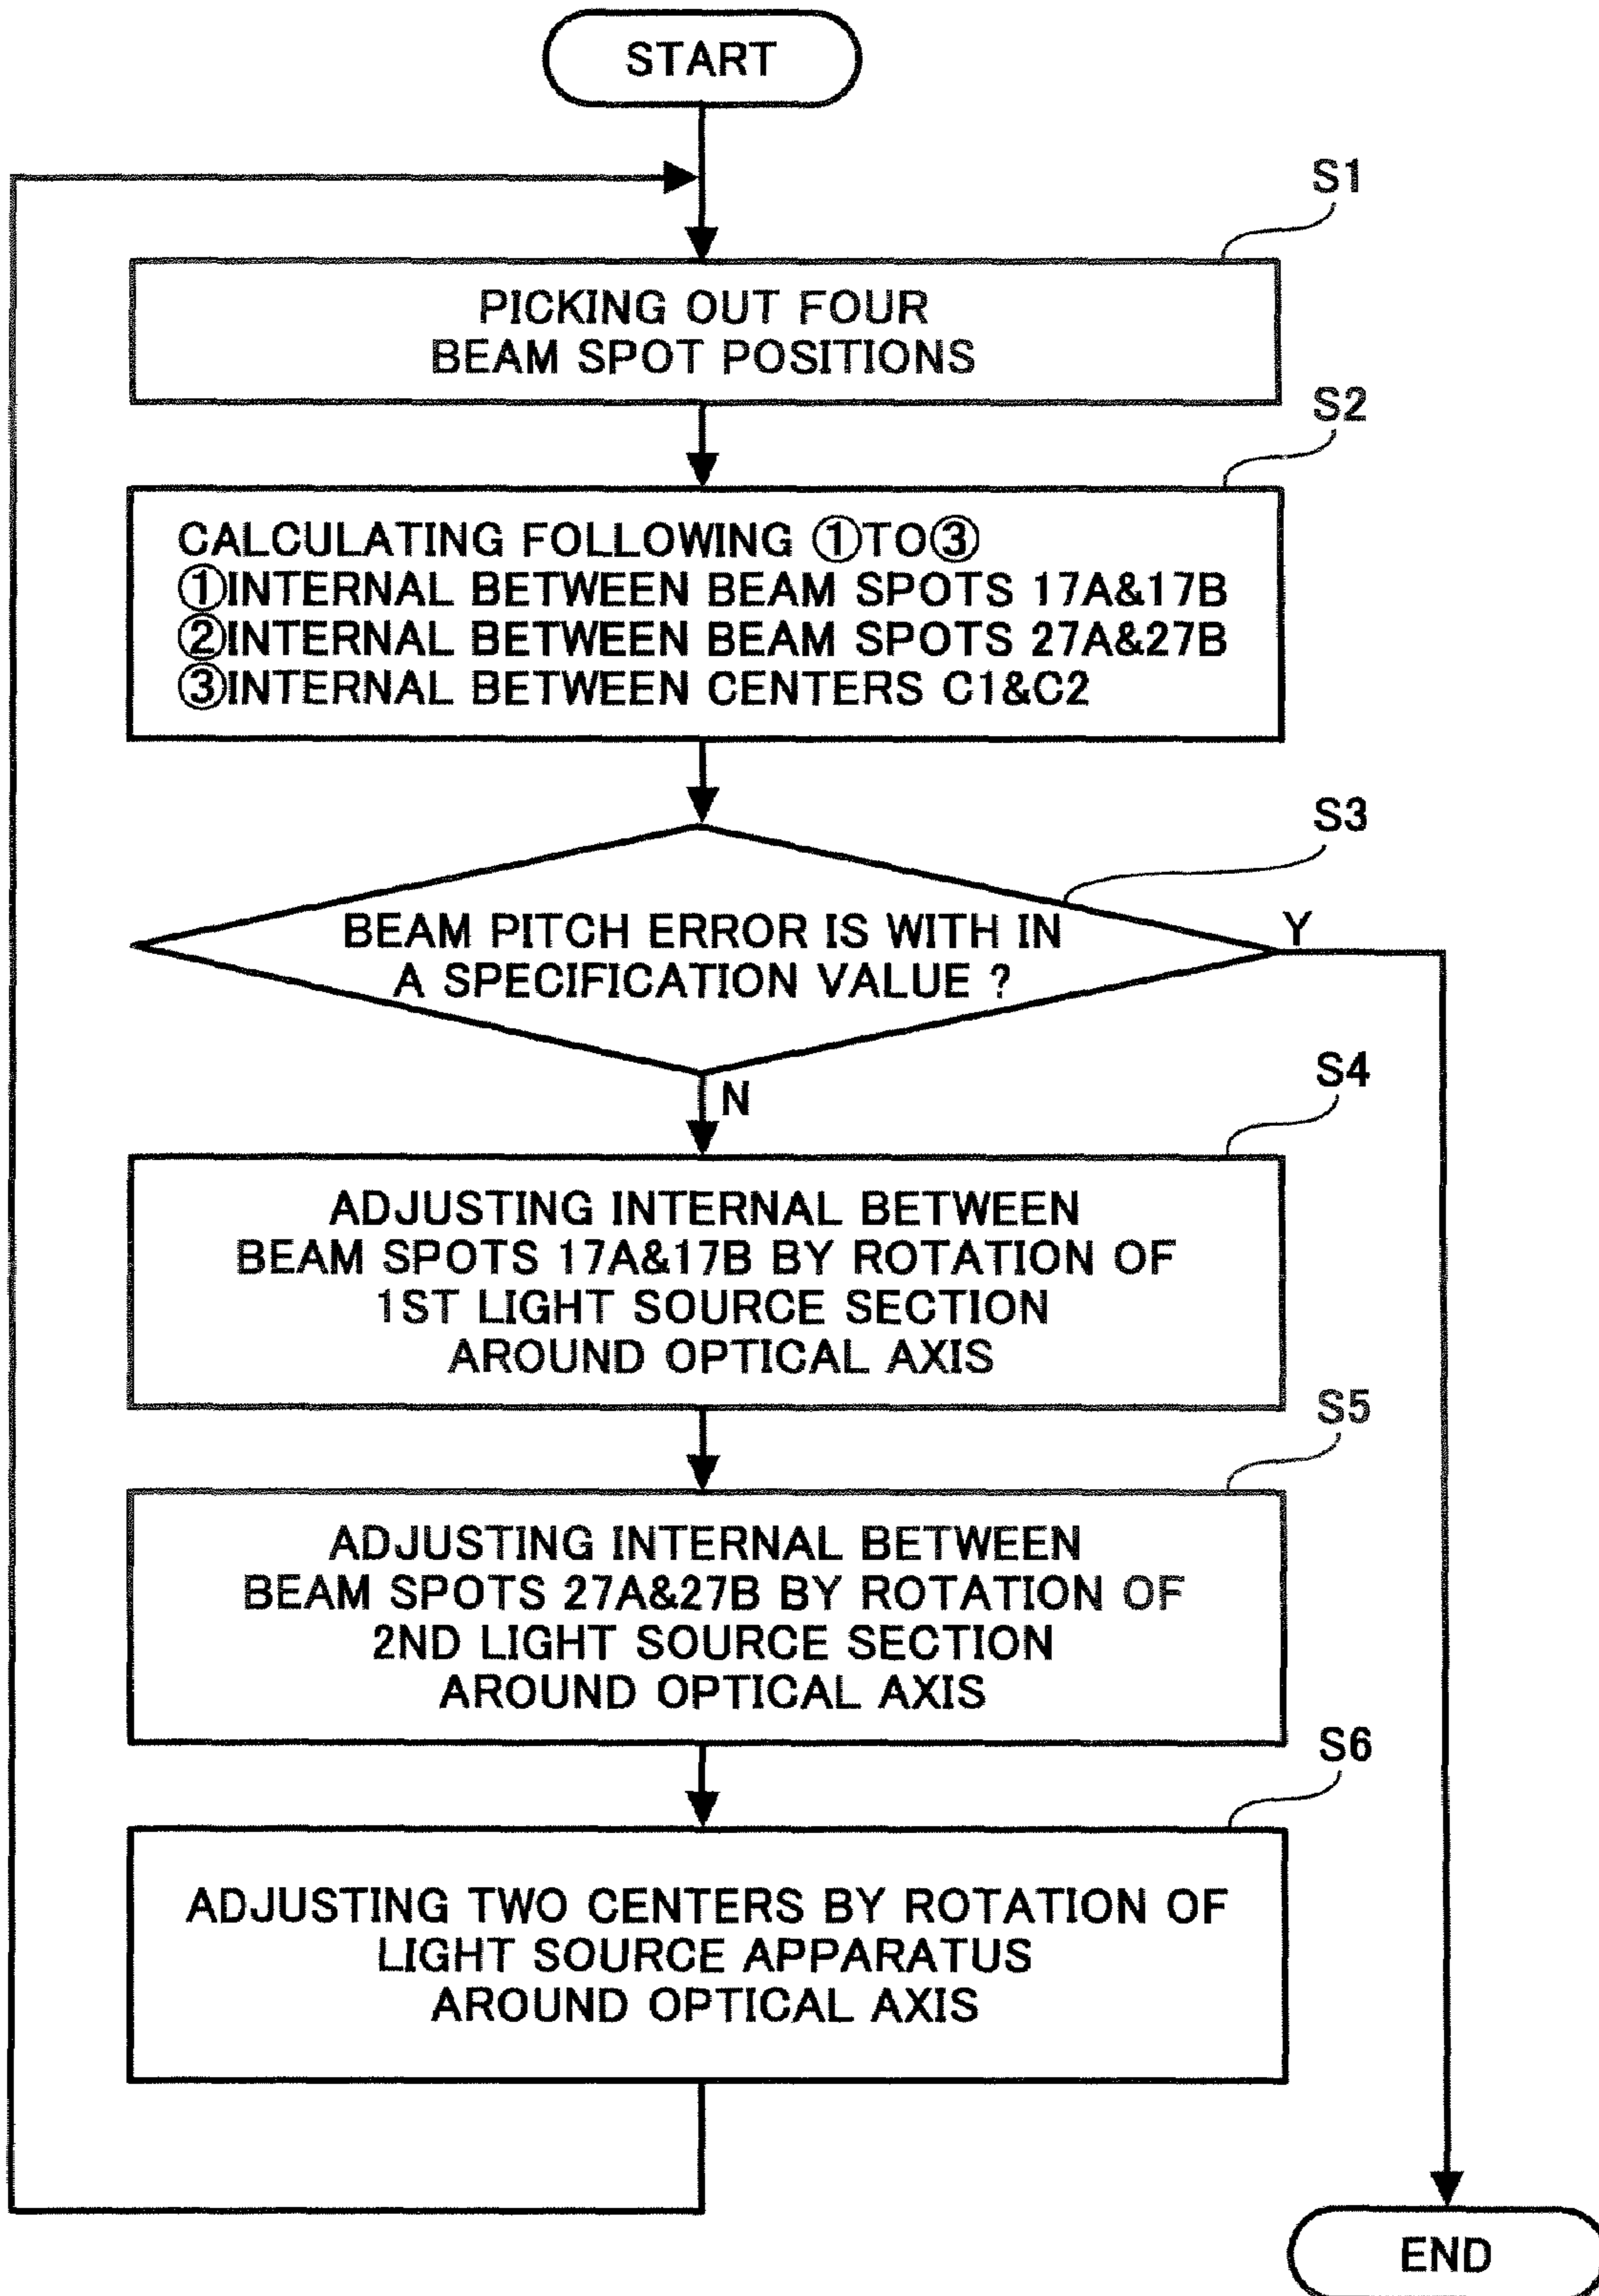 START
S1
PICKING OUT FOUR
BEAM SPOT POSITIONS
S2
CALCULATING FOLLOWING ①TO③
①INTERNAL BETWEEN BEAM SPOTS 17A&17B
②INTERNAL BETWEEN BEAM SPOTS 27A&27B
③INTERNAL BETWEEN CENTERS C1&C2
S3
BEAM PITCH ERROR IS WITH IN
A SPECIFICATION VALUE ?
Y
N
S4
ADJUSTING INTERNAL BETWEEN
BEAM SPOTS 17A&17B BY ROTATION OF
1ST LIGHT SOURCE SECTION
AROUND OPTICAL AXIS
S5
ADJUSTING INTERNAL BETWEEN
BEAM SPOTS 27A&27B BY ROTATION OF
2ND LIGHT SOURCE SECTION
AROUND OPTICAL AXIS
S6
ADJUSTING TWO CENTERS BY ROTATION OF
LIGHT SOURCE APPARATUS
AROUND OPTICAL AXIS
END